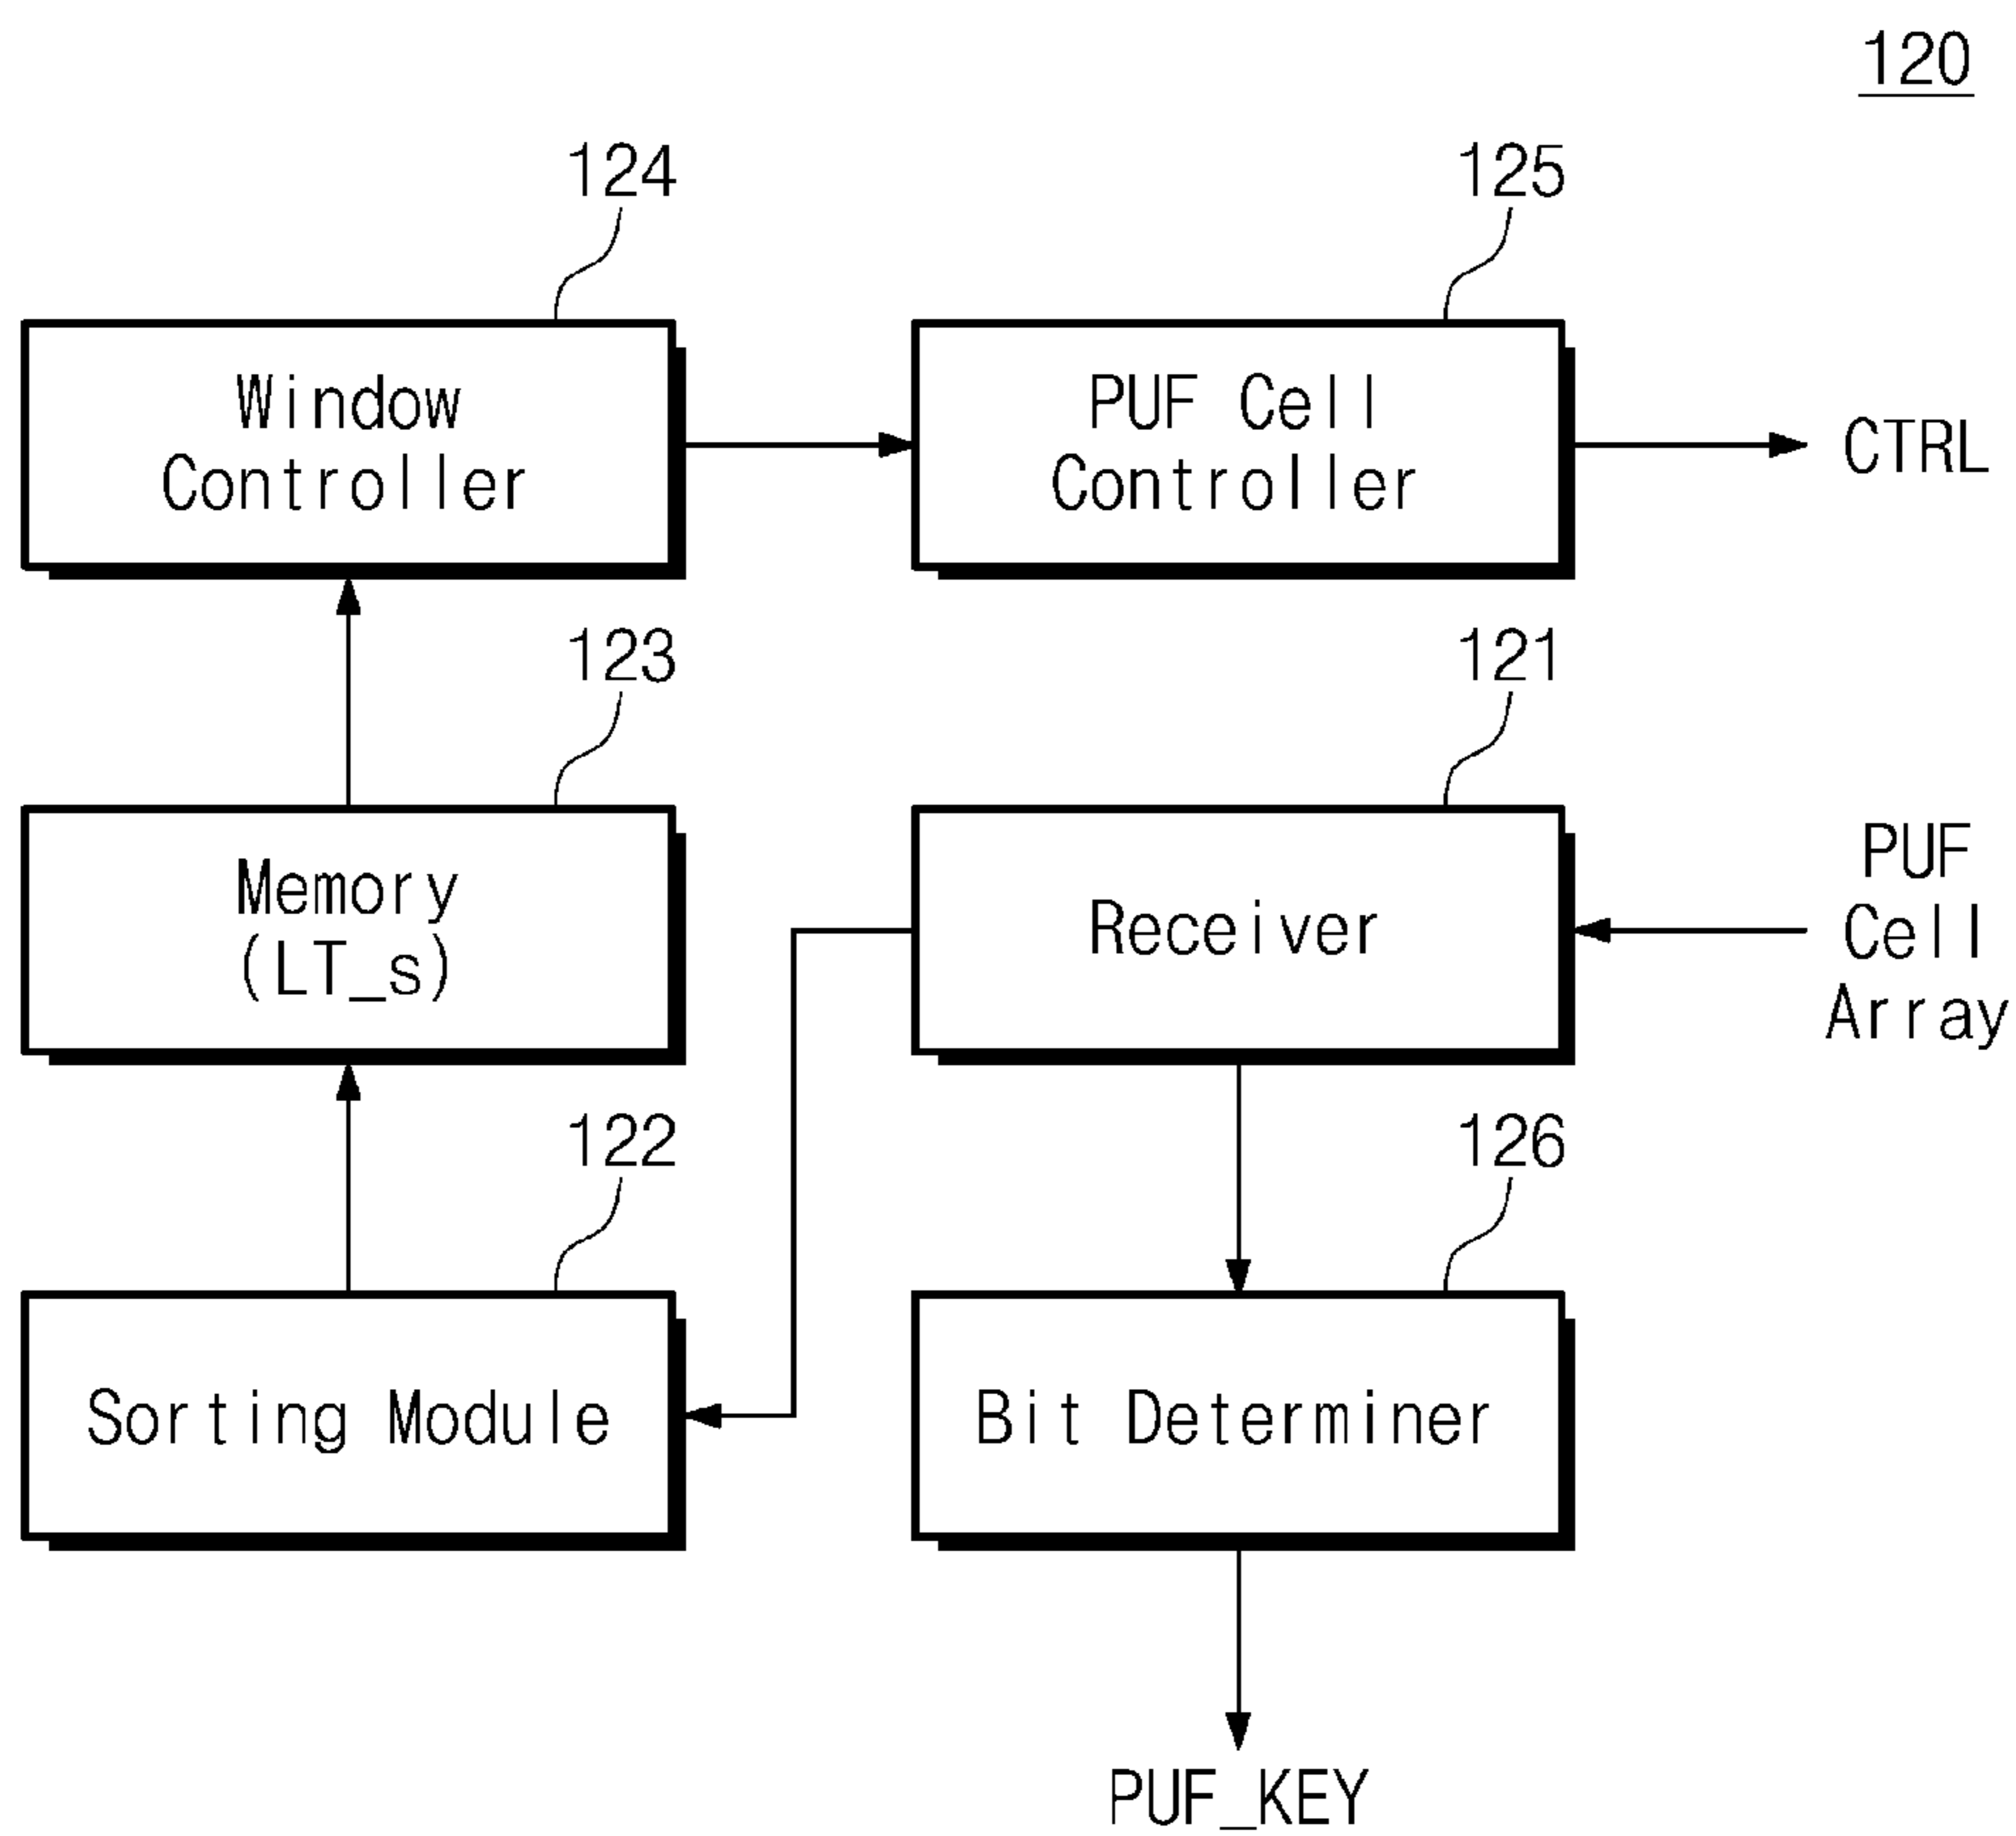 120
124
125
Window
Controller
PUF Cell
Controller
CTRL
123
121
Memory
(LT_s)
Receiver
PUF
Cell
Array
122
126
Sorting Module
Bit Determiner
PUF_KEY